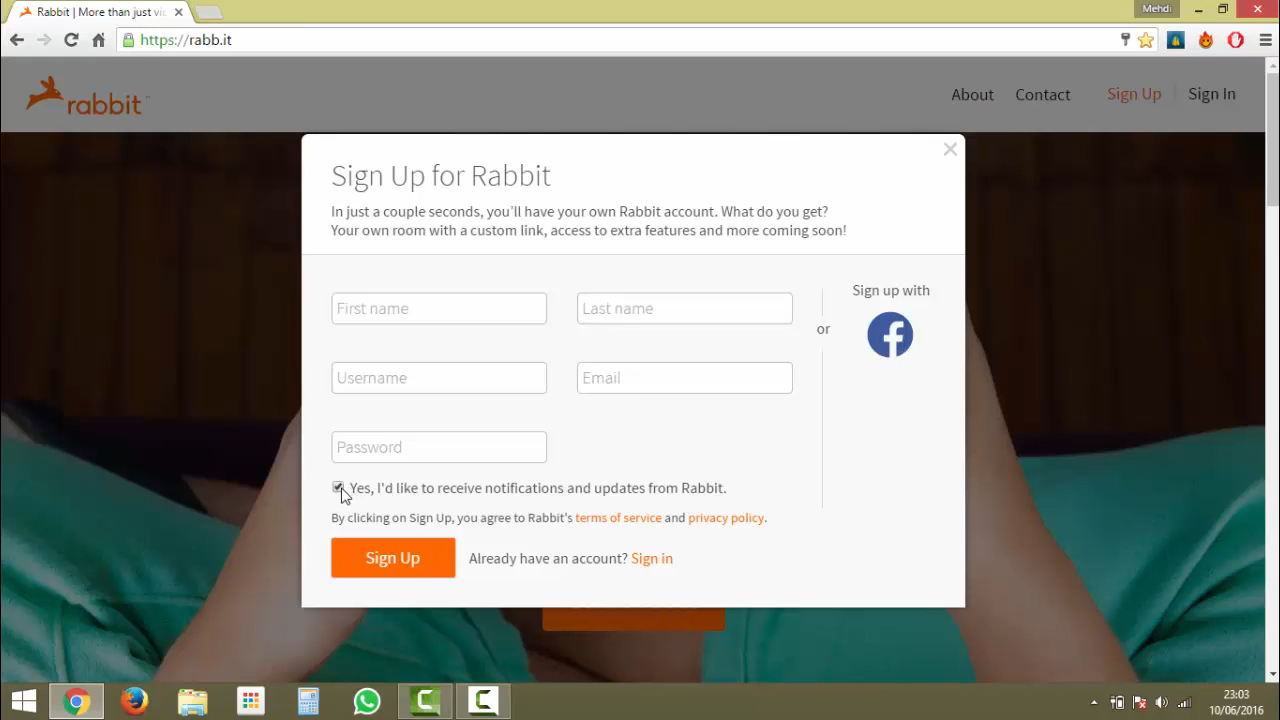 Rabbit | More than just vi
Mehdi
https://rabb.it
rabbit
About Contact Sign Up Sign In
Sign Up for Rabbit
In just a couple seconds, you'll have your own Rabbit account. What do you get?
Your own room with a custom link, access to extra features and more coming soon!
First name
Last name
Sign up with
or
Username
Email
Password
Yes, I'd like to receive notifications and updates from Rabbit.
By clicking on Sign Up, you agree to Rabbit's terms of service and privacy policy.
Sign Up
Already have an account? Sign in
23:03
10/06/2016